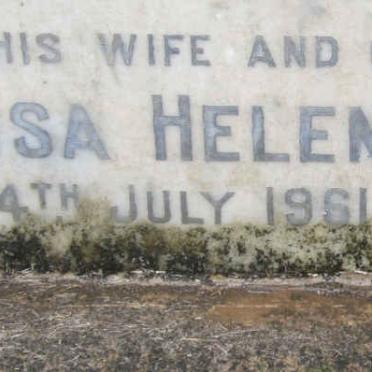 HIS WIFE AND
SA HELEN
4TH JULY 1961